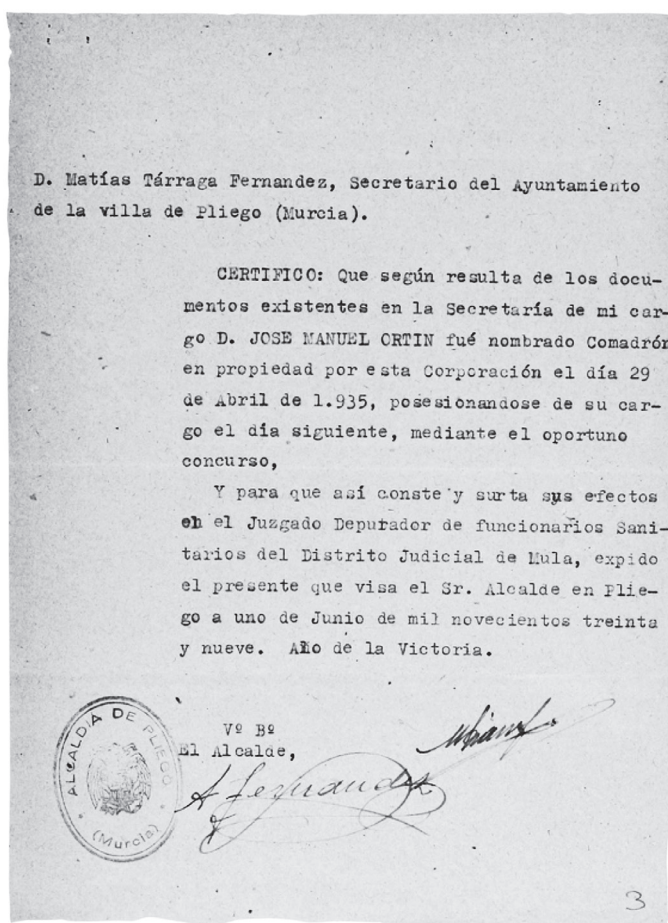 D. Matías Tárraga Fernandez, Secretario del Ayuntamiento
de la villa de Pliego (Murcia).
CERTIFICO: Que según resulta de los docu-
mentos existentes en la Secretaría de mi car-
go D. JOSE MANUEL ORTIN fué nombrado Comadrón
en propiedad por esta Corporación el día 29
de Abril de 1.935, posesionandose de su car-
go el día siguiente, mediante el oportuno
concurso,
Y para que así conste y surta sus efectos
en el Juzgado Depurador de funcionarios Sani-
tarios del Distrito Judicial de Mula, expido
el presente que visa el Sr. Alcalde en Plie-
go a uno de Junio de mil novecientos treinta
y nueve. Año de la Victoria.
Vº Bº
El Alcalde,
A Fernandez
ALCALDIA DE PLIEGO
(Murcia)
3